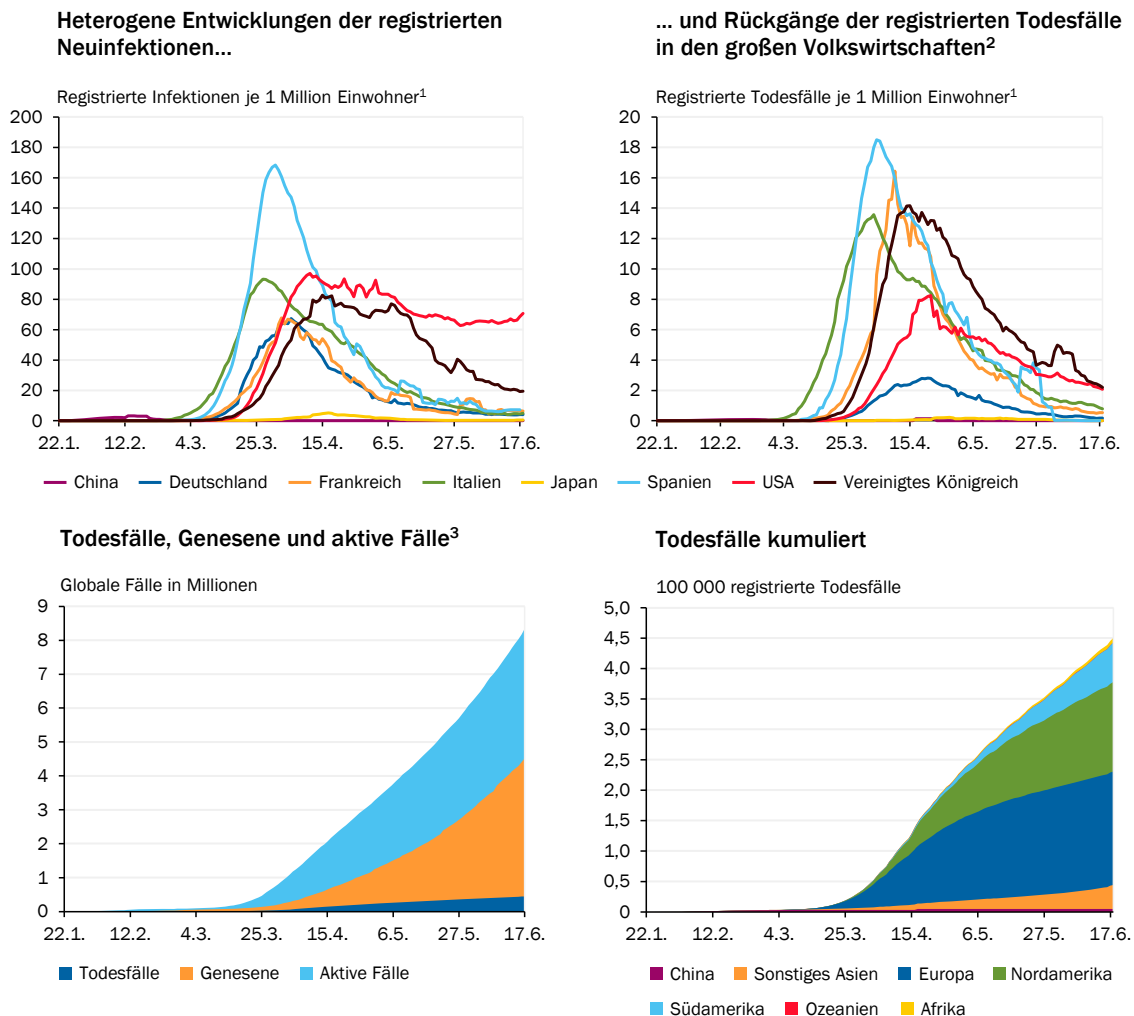 Heterogene Entwicklungen der registrierten
Neuinfektionen...
Registrierte Infektionen je 1 Million Einwohner¹
200
180
160
140
120
100
80
60
40
20
0
22.1. 12.2. 4.3. 25.3. 15.4. 6.5. 27.5. 17.6.
... und Rückgänge der registrierten Todesfälle
in den großen Volkswirtschaften²
Registrierte Todesfälle je 1 Million Einwohner¹
20
18
16
14
12
10
8
6
4
2
0
22.1. 12.2. 4.3. 25.3. 15.4. 6.5. 27.5. 17.6.
China Deutschland Frankreich Italien Japan Spanien USA Vereinigtes Königreich
Todesfälle, Genesene und aktive Fälle³
Globale Fälle in Millionen
9
8
7
6
5
4
3
2
1
0
22.1. 12.2. 4.3. 25.3. 15.4. 6.5. 27.5. 17.6.
Todesfälle Genesene Aktive Fälle
Todesfälle kumuliert
100 000 registrierte Todesfälle
5,0
4,5
4,0
3,5
3,0
2,5
2,0
1,5
1,0
0,5
0
22.1. 12.2. 4.3. 25.3. 15.4. 6.5. 27.5. 17.6.
China Sonstiges Asien Europa Nordamerika
Südamerika Ozeanien Afrika